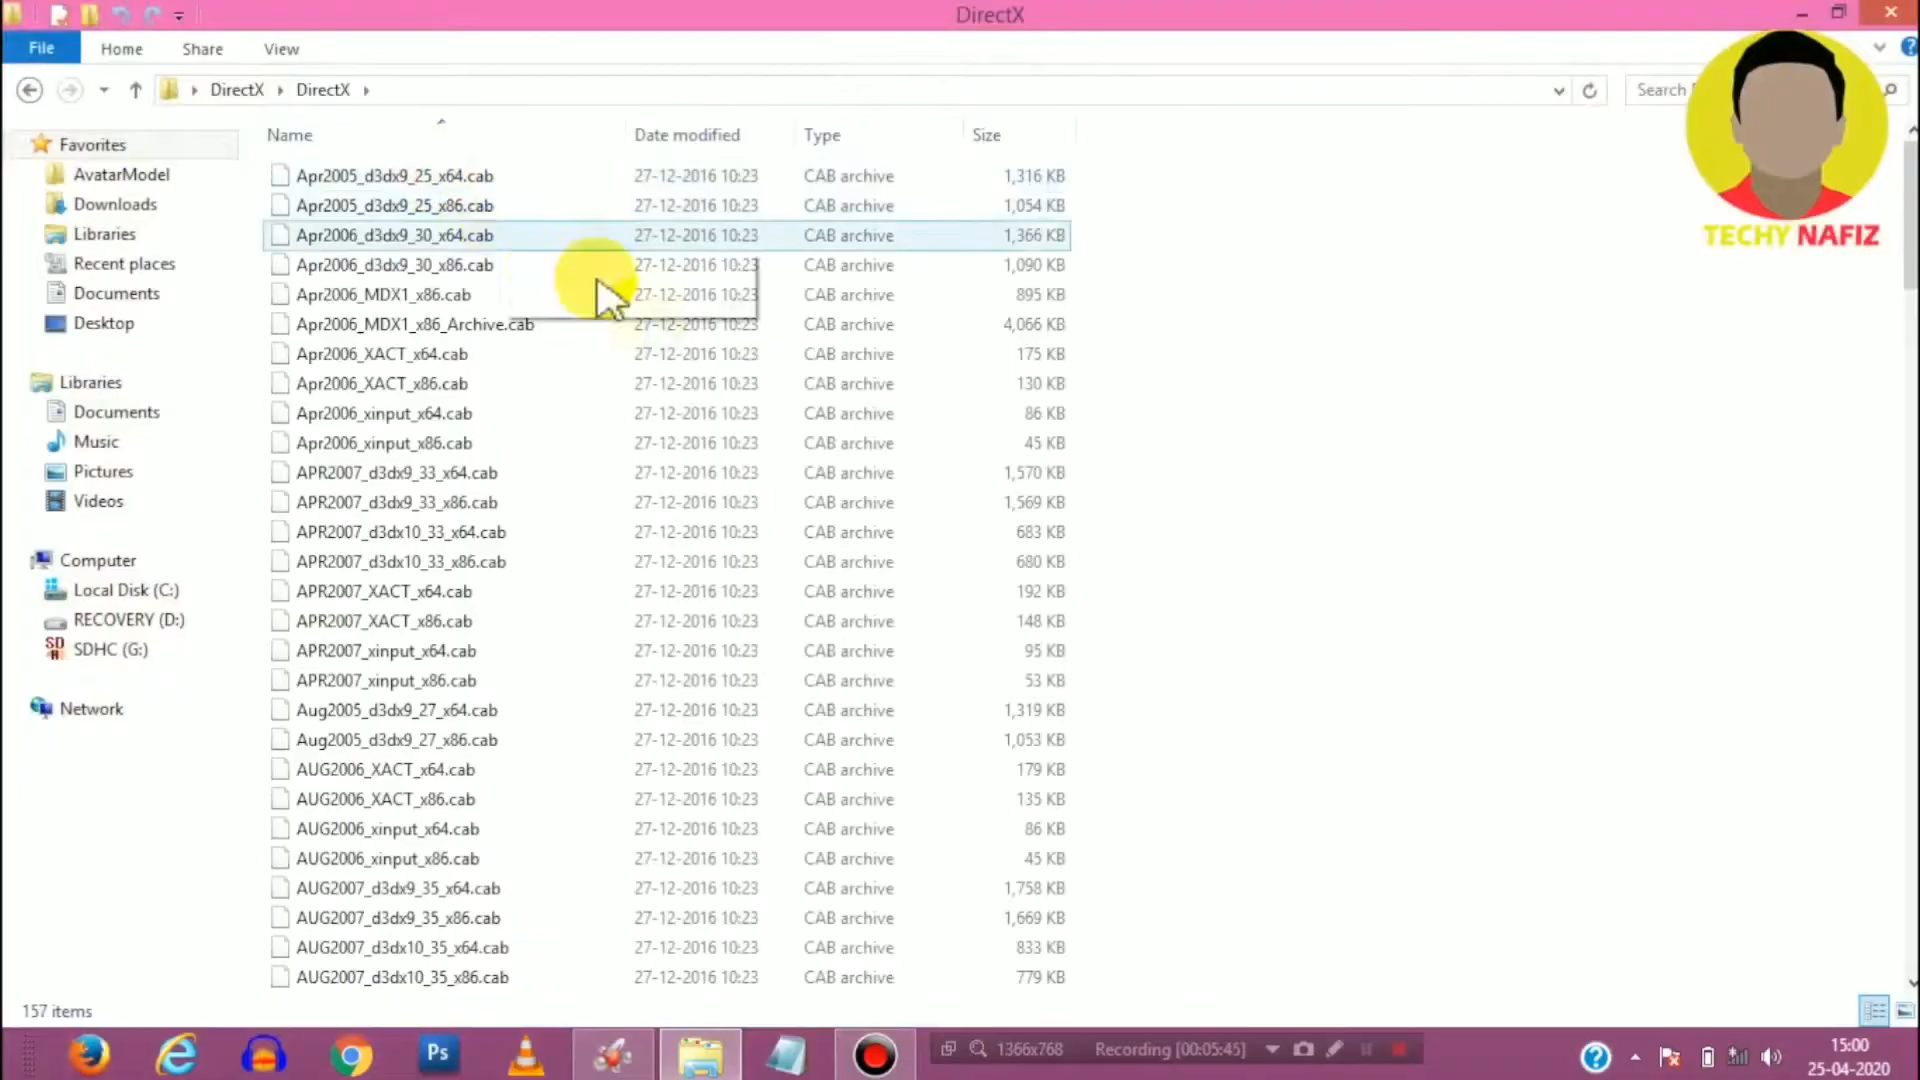 DirectX
File Home Share View
DirectX DirectX
Search
TECHY NAFIZ
Name Date modified Type Size
Favorites
AvatarModel
Downloads
Libraries
Recent places
Documents
Desktop
Libraries
Documents
Music
Pictures
Videos
Computer
Local Disk (C:)
RECOVERY (D:)
SDHC (G:)
Network
Apr2005_d3dx9_25_x64.cab 27-12-2016 10:23 CAB archive 1,316 KB
Apr2005_d3dx9_25_x86.cab 27-12-2016 10:23 CAB archive 1,054 KB
Apr2006_d3dx9_30_x64.cab 27-12-2016 10:23 CAB archive 1,366 KB
Apr2006_d3dx9_30_x86.cab 27-12-2016 10:23 CAB archive 1,090 KB
Apr2006_MDX1_x86.cab 27-12-2016 10:23 CAB archive 895 KB
Apr2006_MDX1_x86_Archive.cab 27-12-2016 10:23 CAB archive 4,066 KB
Apr2006_XACT_x64.cab 27-12-2016 10:23 CAB archive 175 KB
Apr2006_XACT_x86.cab 27-12-2016 10:23 CAB archive 130 KB
Apr2006_xinput_x64.cab 27-12-2016 10:23 CAB archive 86 KB
Apr2006_xinput_x86.cab 27-12-2016 10:23 CAB archive 45 KB
APR2007_d3dx9_33_x64.cab 27-12-2016 10:23 CAB archive 1,570 KB
APR2007_d3dx9_33_x86.cab 27-12-2016 10:23 CAB archive 1,569 KB
APR2007_d3dx10_33_x64.cab 27-12-2016 10:23 CAB archive 683 KB
APR2007_d3dx10_33_x86.cab 27-12-2016 10:23 CAB archive 680 KB
APR2007_XACT_x64.cab 27-12-2016 10:23 CAB archive 192 KB
APR2007_XACT_x86.cab 27-12-2016 10:23 CAB archive 148 KB
APR2007_xinput_x64.cab 27-12-2016 10:23 CAB archive 95 KB
APR2007_xinput_x86.cab 27-12-2016 10:23 CAB archive 53 KB
Aug2005_d3dx9_27_x64.cab 27-12-2016 10:23 CAB archive 1,319 KB
Aug2005_d3dx9_27_x86.cab 27-12-2016 10:23 CAB archive 1,053 KB
AUG2006_XACT_x64.cab 27-12-2016 10:23 CAB archive 179 KB
AUG2006_XACT_x86.cab 27-12-2016 10:23 CAB archive 135 KB
AUG2006_xinput_x64.cab 27-12-2016 10:23 CAB archive 86 KB
AUG2006_xinput_x86.cab 27-12-2016 10:23 CAB archive 45 KB
AUG2007_d3dx9_35_x64.cab 27-12-2016 10:23 CAB archive 1,758 KB
AUG2007_d3dx9_35_x86.cab 27-12-2016 10:23 CAB archive 1,669 KB
AUG2007_d3dx10_35_x64.cab 27-12-2016 10:23 CAB archive 833 KB
AUG2007_d3dx10_35_x86.cab 27-12-2016 10:23 CAB archive 779 KB
157 items
Ps
1366x768 Recording [00:05:45]
15:00
25-04-2020